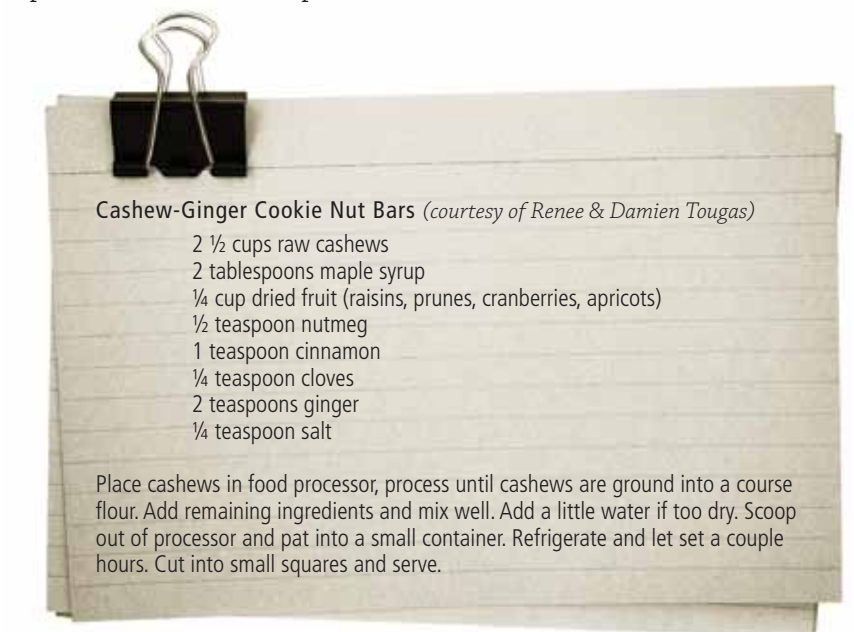 Cashew-Ginger Cookie Nut Bars (courtesy of Renee & Damien Tougas)
2 ½ cups raw cashews
2 tablespoons maple syrup
¼ cup dried fruit (raisins, prunes, cranberries, apricots)
½ teaspoon nutmeg
1 teaspoon cinnamon
¼ teaspoon cloves
2 teaspoons ginger
¼ teaspoon salt
Place cashews in food processor, process until cashews are ground into a course
flour. Add remaining ingredients and mix well. Add a little water if too dry. Scoop
out of processor and pat into a small container. Refrigerate and let set a couple
hours. Cut into small squares and serve.